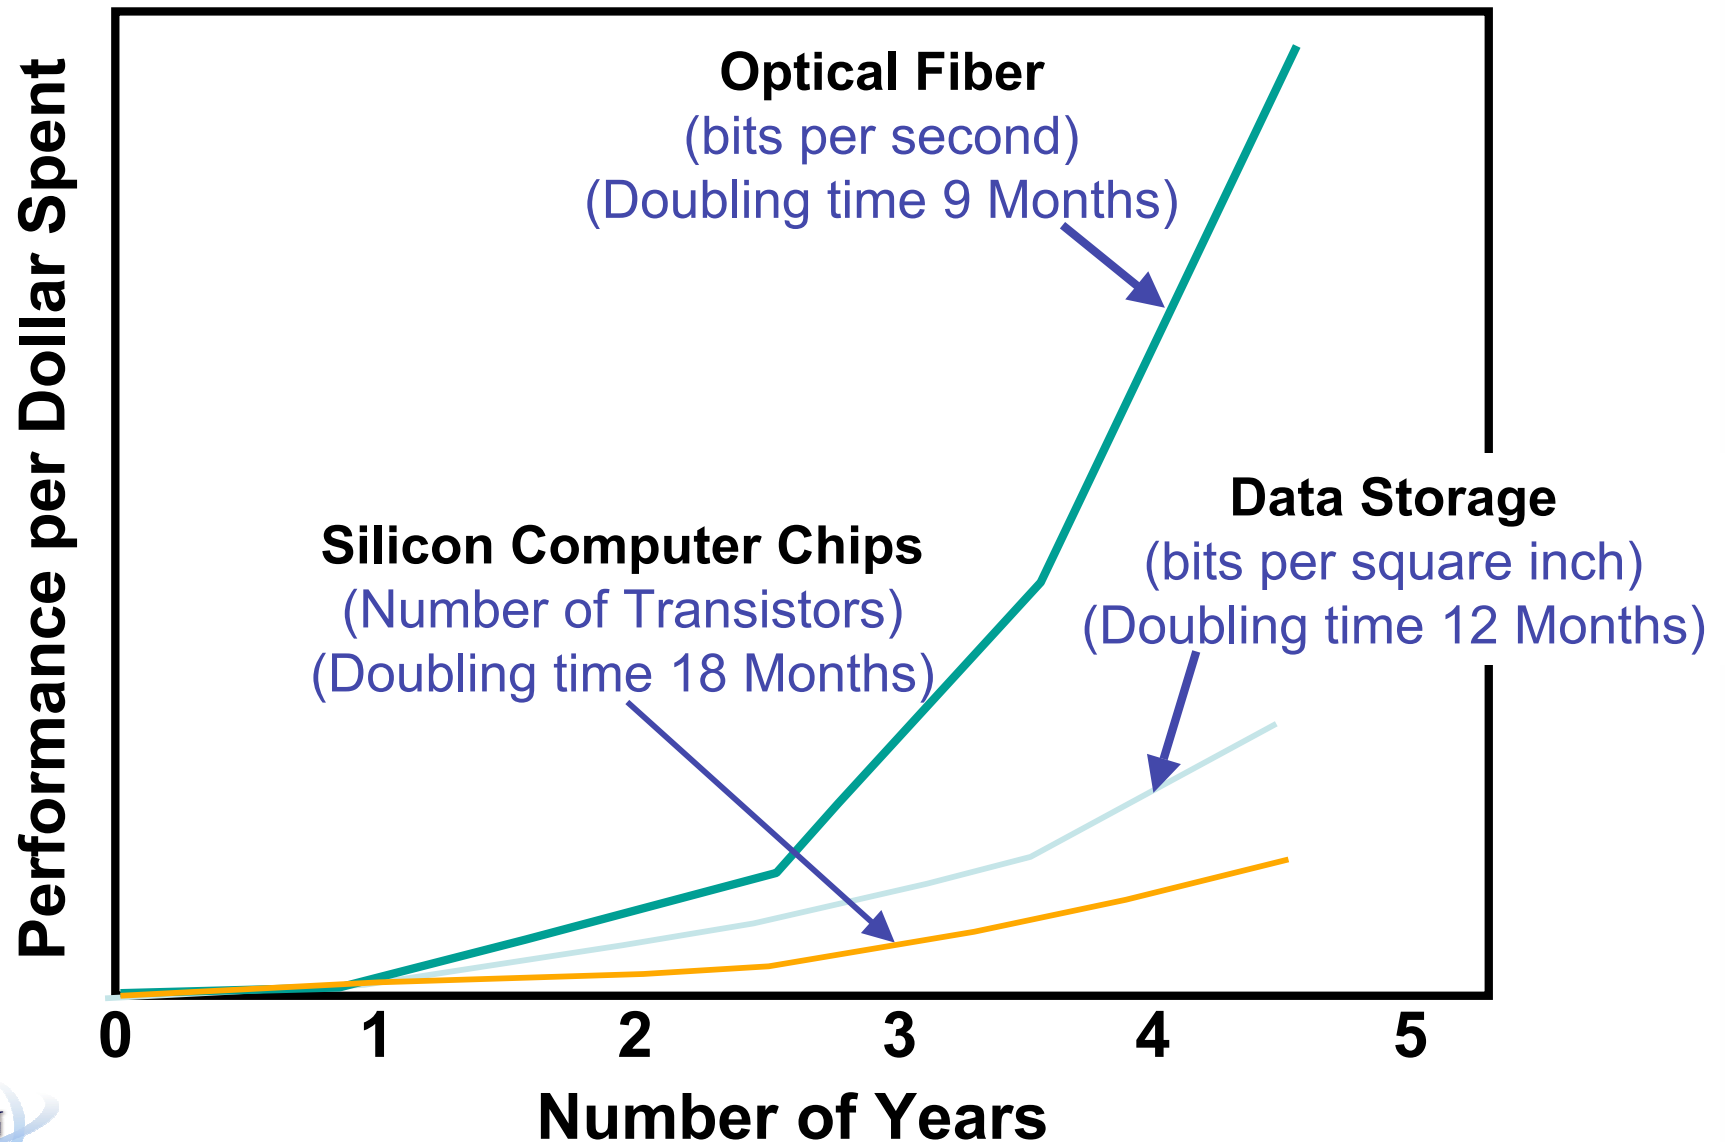 Performance per Dollar Spent
Optical Fiber
(bits per second)
(Doubling time 9 Months)
Silicon Computer Chips
(Number of Transistors)
(Doubling time 18 Months)
Data Storage
(bits per square inch)
(Doubling time 12 Months)
0 1 2 3 4 5
Number of Years